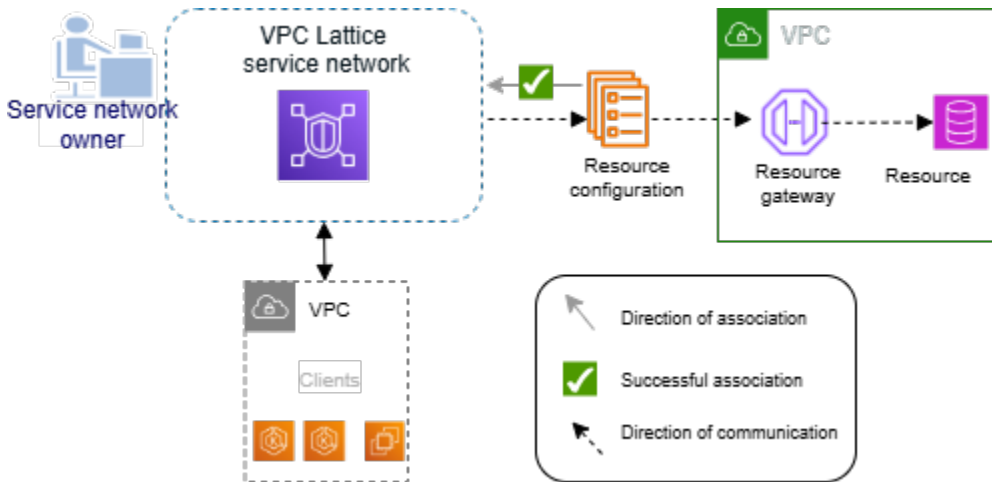 VPC Lattice
service network
Service network
owner
VPC
Resource
configuration
Resource
gateway
Resource
VPC
Clients
Direction of association
Successful association
Direction of communication